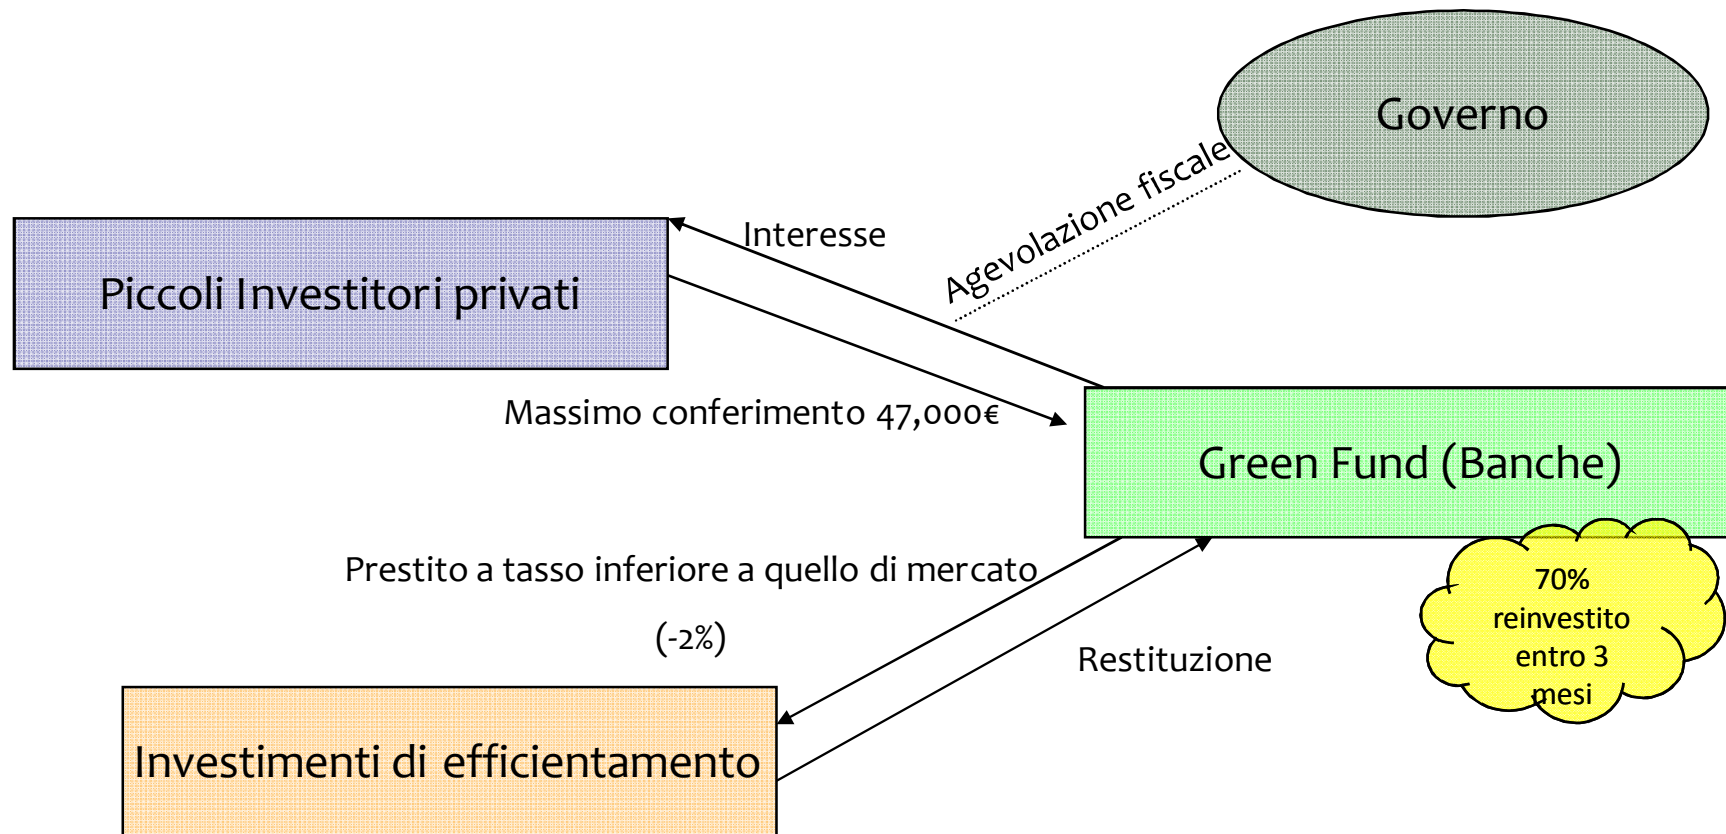 Governo
Agevolazione fiscale
Interesse
Piccoli Investitori privati
Massimo conferimento 47,000€
Green Fund (Banche)
Prestito a tasso inferiore a quello di mercato
(-2%)
70%
reinvestito
entro 3
mesi
Restituzione
Investimenti di efficientamento